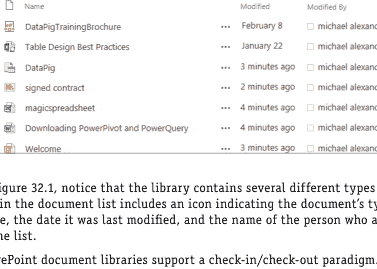 Name Modified Modified By
DataPigTrainingBrochure ... February 8 michael alexand
Table Design Best Practices ... January 22 michael alexand
DataPig ... 3 minutes ago michael alexand
signed contract ... 2 minutes ago michael alexand
magicspreadsheet ... 4 minutes ago michael alexand
Downloading PowerPivot and PowerQuery ... 4 minutes ago michael alexand
Welcome ... 3 minutes ago michael alexand
igure 32.1, notice that the library contains several different types
in the document list includes an icon indicating the document's ty
e, the date it was last modified, and the name of the person who a
he list.
ePoint document libraries support a check-in/check-out paradigm.